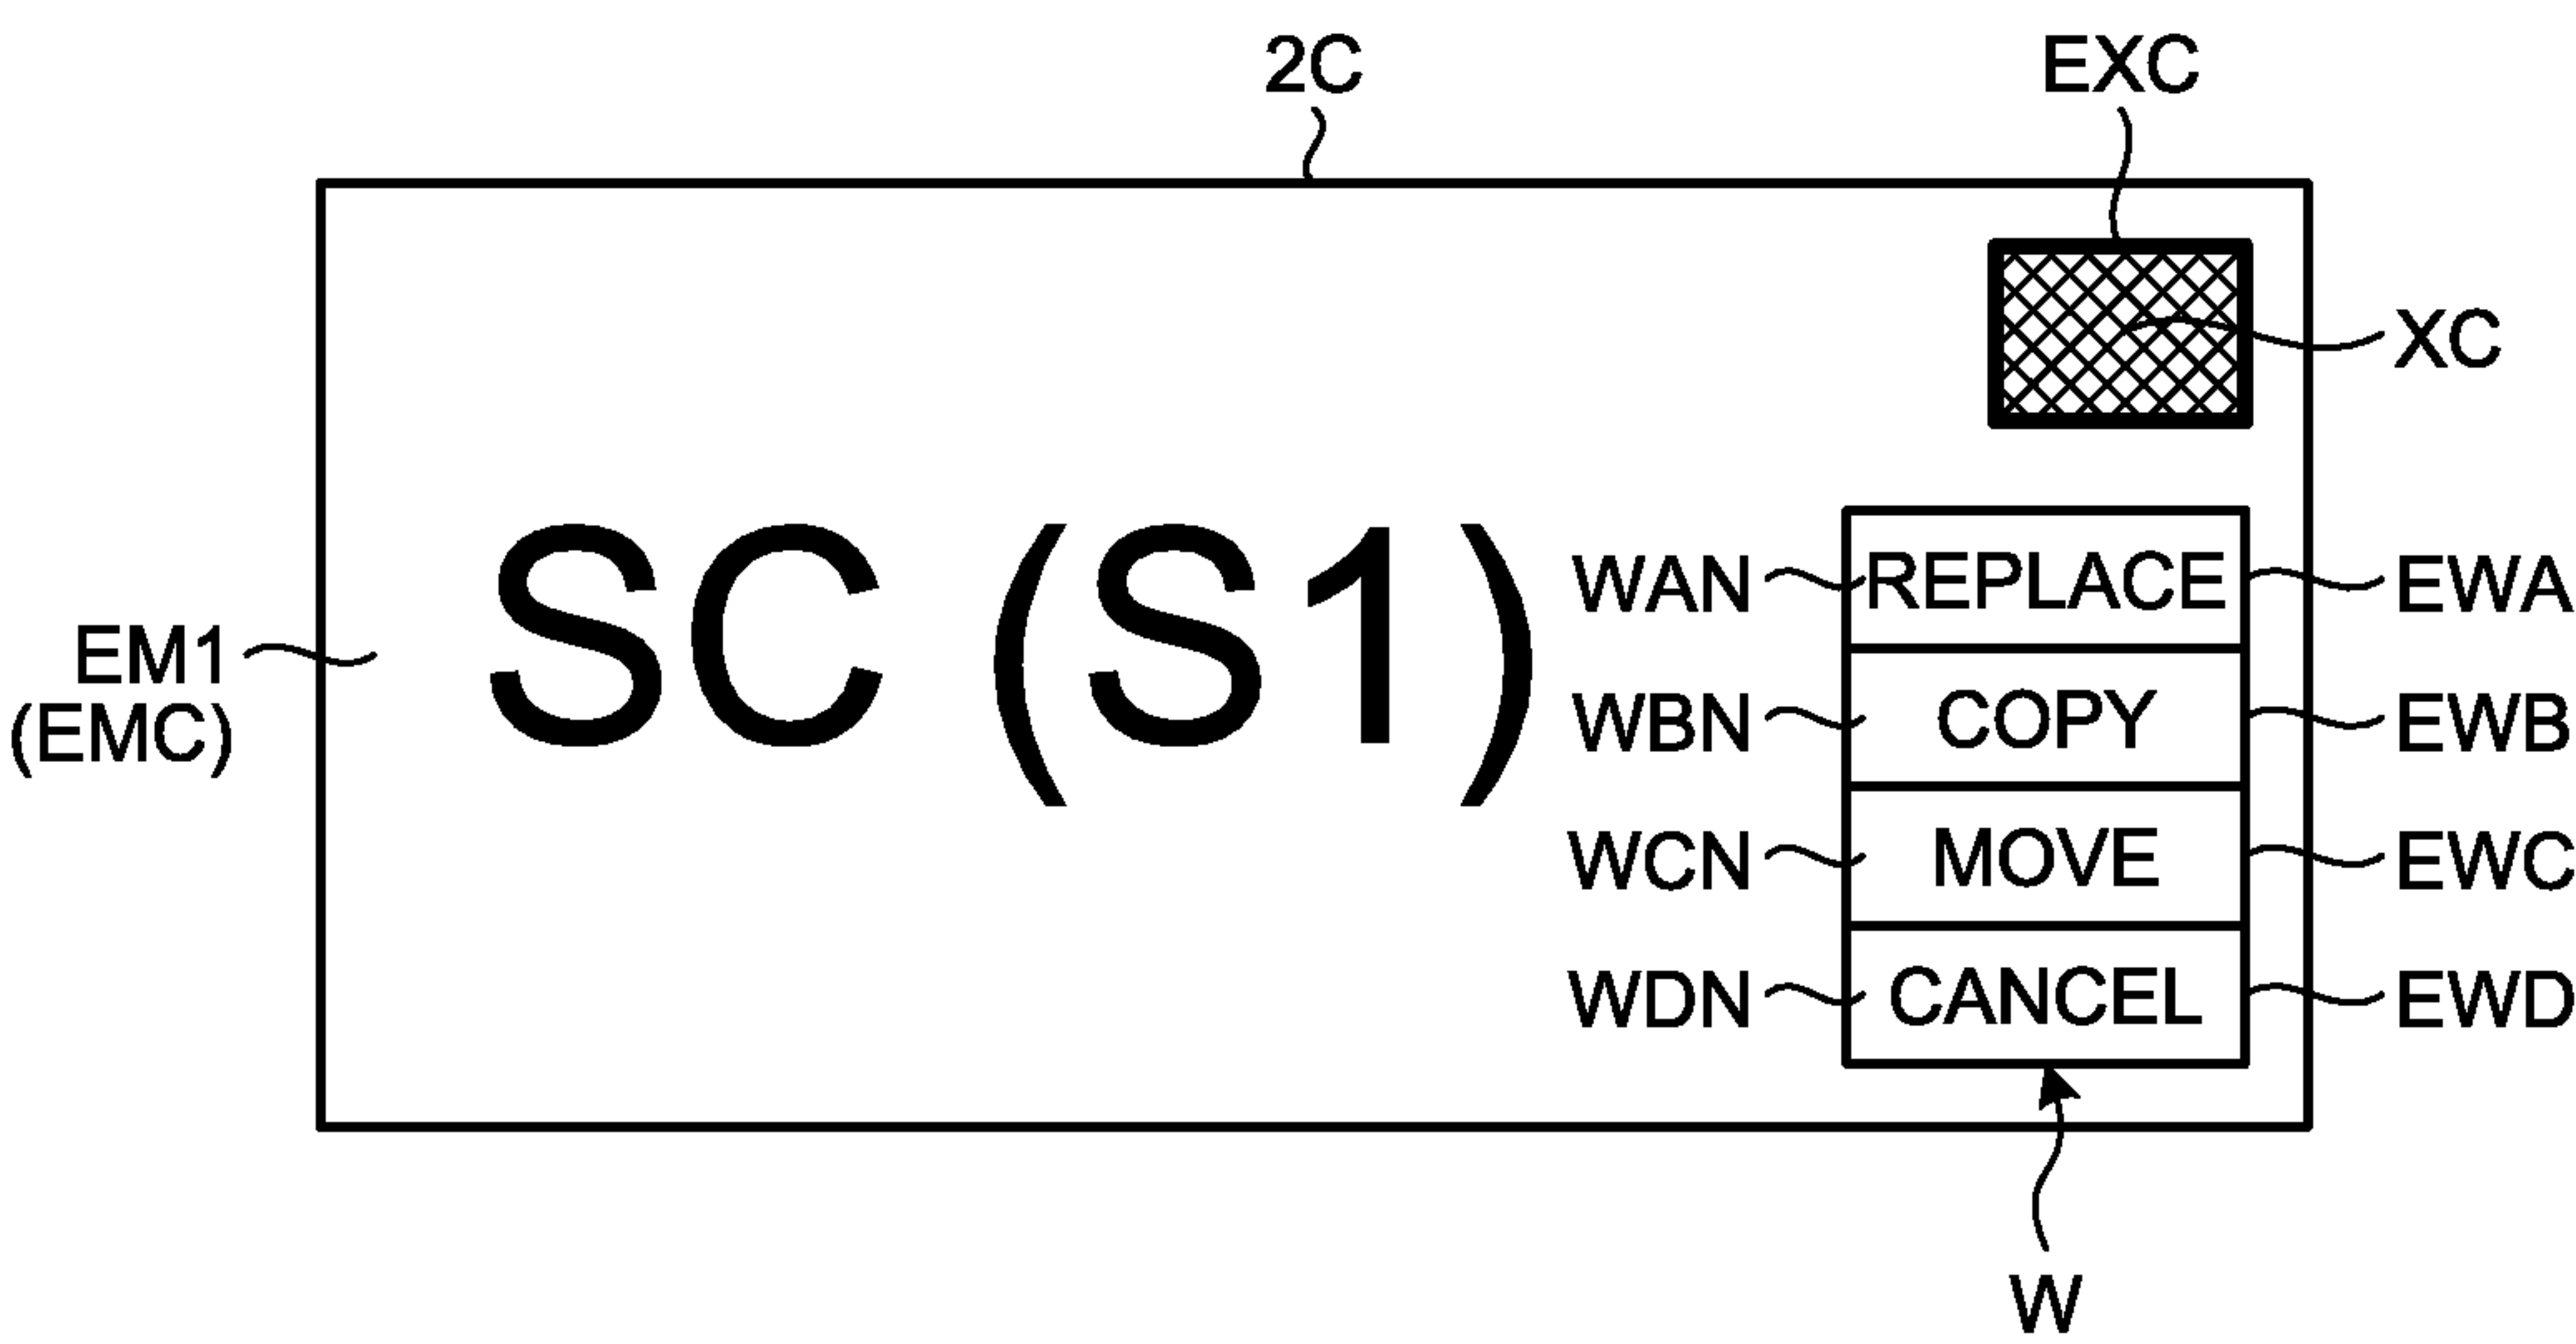 2C EXC
XC
SC (S1)
EM1
(EMC)
WAN REPLACE EWA
WBN COPY EWB
WCN MOVE EWC
WDN CANCEL EWD
W